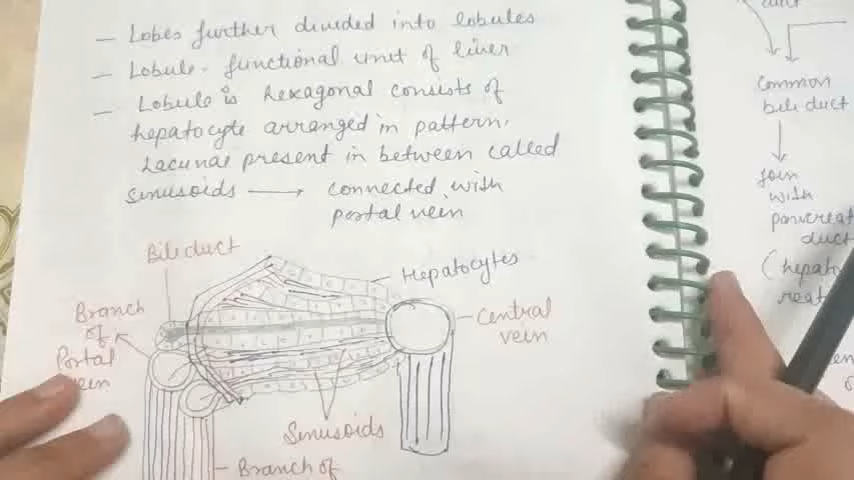 — Lobes further divided into lobules
— Lobule - functional unit of liver
— Lobule is hexagonal consists of
hepatocyte arranged in pattern,
Lacunae present in between called
sinusoids ⟶ connected with
portal vein
Bile duct
Hepatocytes
Branch
of
Portal
vein
Central
vein
Sinusoids
Branch of
duct
Common
bile duct
Join
with
pancreat
duct
(hepato